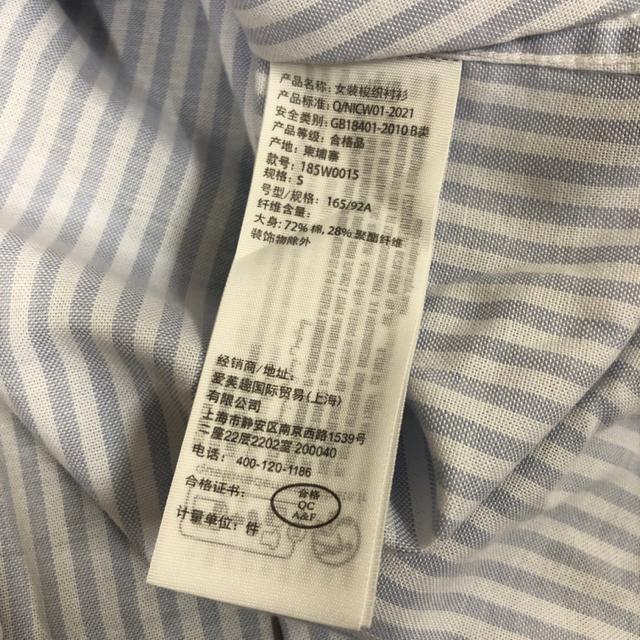 产品名称: 女装梭织衬衫
产品标准: Q/NICW01-2021
安全类别: GB18401-2010 B类
产品等级: 合格品
产地: 柬埔寨
款号: 185W0015
规格: S
号型/规格: 165/92A
纤维含量:
大身: 72% 棉, 28% 聚酯纤维
装饰物除外
经销商/地址:
爱芙趣国际贸易(上海)
有限公司
上海市静安区南京西路1539号
二座22层2202室 200040
电话: 400-120-1186
合格证书:
合格
QC
A&F
计量单位: 件